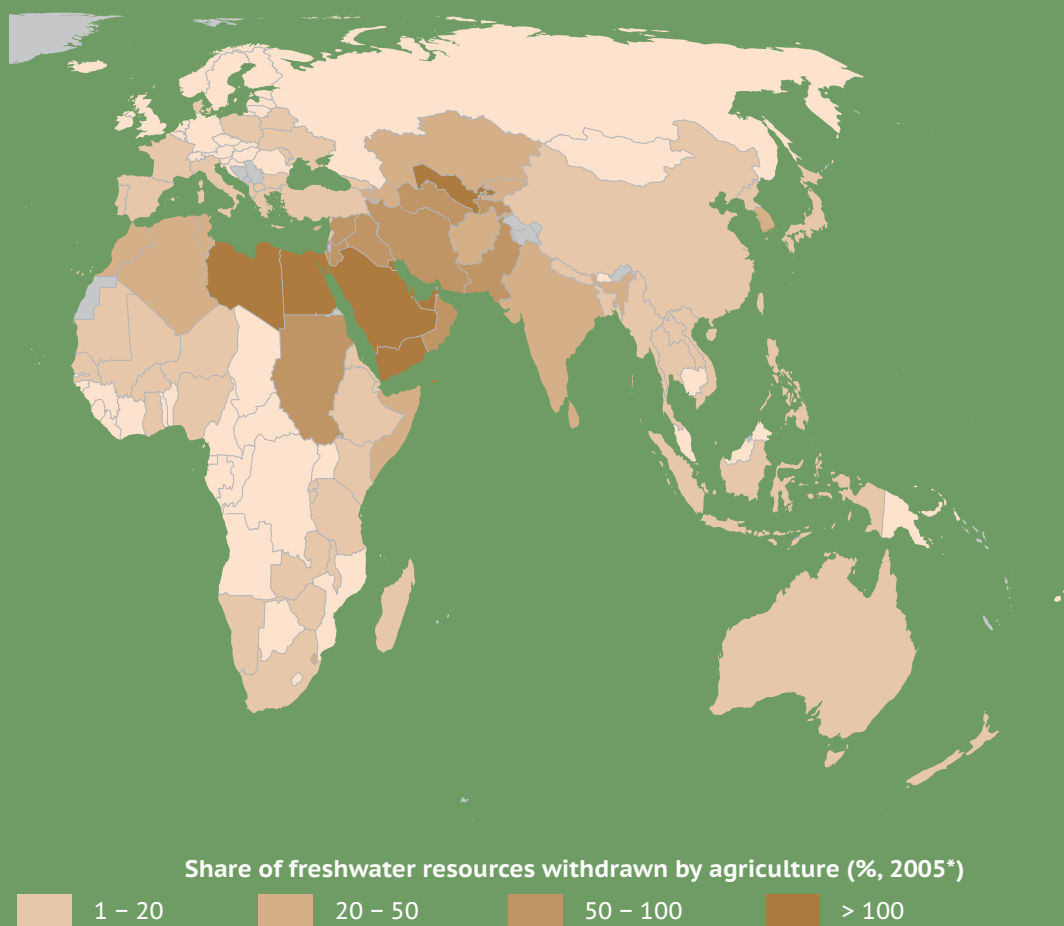 Share of freshwater resources withdrawn by agriculture (%, 2005*)
1 – 20 20 – 50 50 – 100 > 100